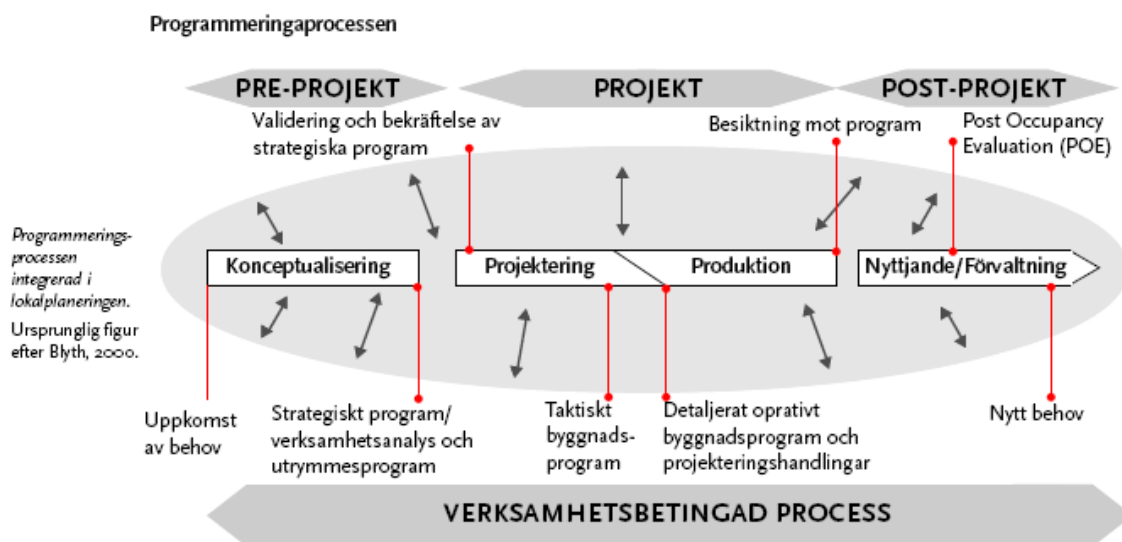 Programmeringaprocessen
PRE-PROJEKT
PROJEKT
POST-PROJEKT
Validering och bekräftelse av
strategiska program
Besiktning mot program
Post Occupancy
Evaluation (POE)
Programmerings-
processen
integrerad i
lokalplaneringen.
Ursprunglig figur
efter Blyth, 2000.
Konceptualisering
Projektering
Produktion
Nyttjande/Förvaltning
Uppkomst
av behov
Strategiskt program/
verksamhetsanalys och
utrymmesprogram
Taktiskt
byggnads-
program
Detaljerat oprativt
byggnadsprogram och
projekteringshandlingar
Nytt behov
VERKSAMHETSBETINGAD PROCESS